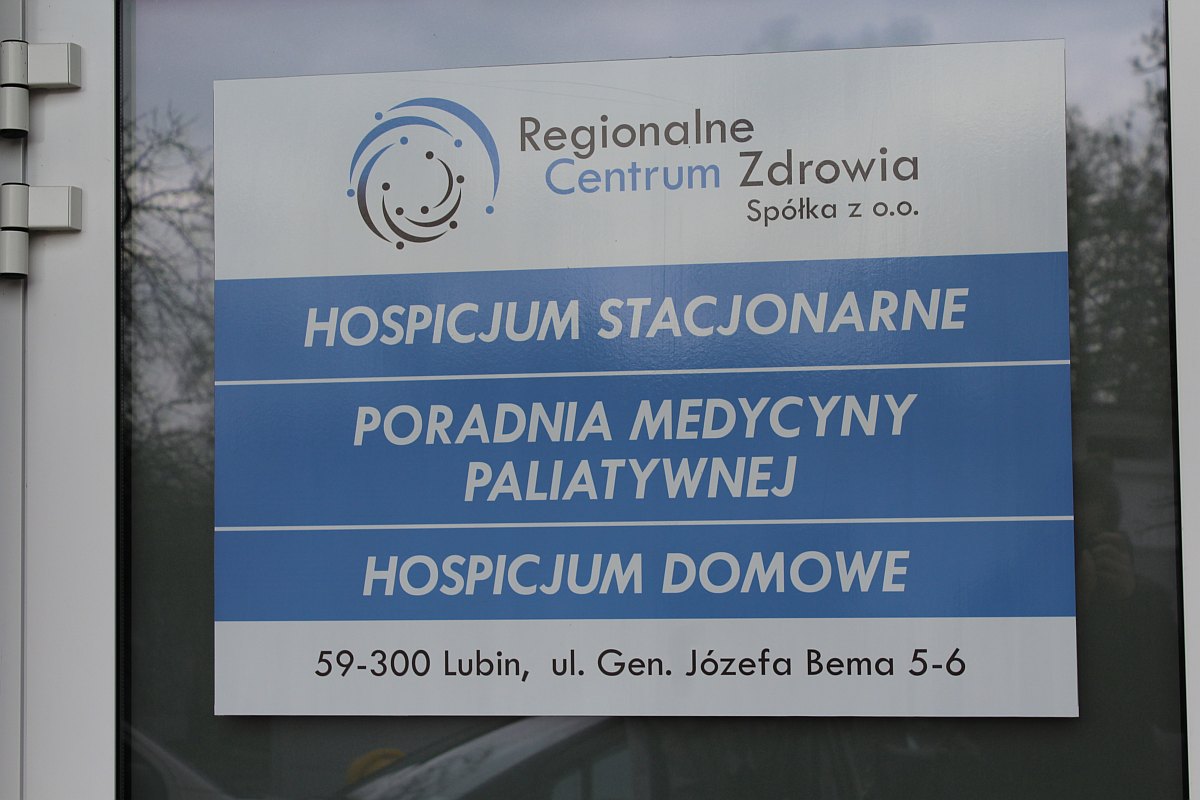 Regionalne
Centrum Zdrowia
Spółka z o.o.
HOSPICJUM STACJONARNE
PORADNIA MEDYCYNY
PALIATYWNEJ
HOSPICJUM DOMOWE
59-300 Lubin, ul. Gen. Józefa Bema 5-6